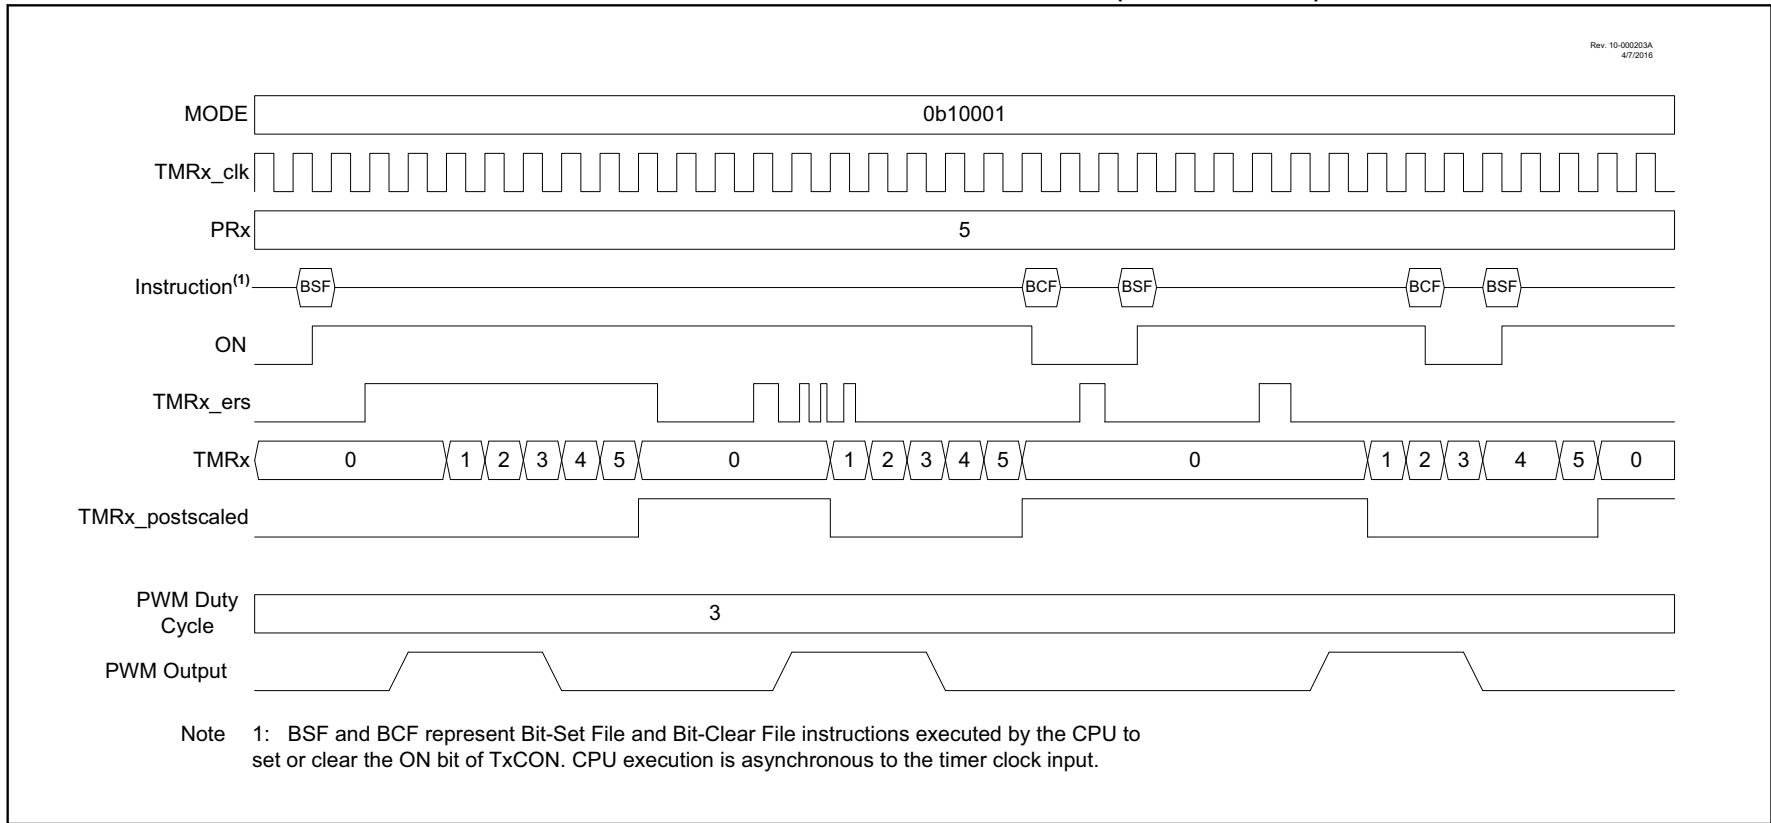 Rev. 10-000203A
4/7/2016
MODE 0b10001
TMRx_clk
PRx 5
Instruction(1) BSF BCF BSF BCF BSF
ON
TMRx_ers
TMRx 0 1 2 3 4 5 0 1 2 3 4 5 0 1 2 3 4 5 0
TMRx_postscaled
PWM Duty
Cycle 3
PWM Output
Note 1: BSF and BCF represent Bit-Set File and Bit-Clear File instructions executed by the CPU to
set or clear the ON bit of TxCON. CPU execution is asynchronous to the timer clock input.